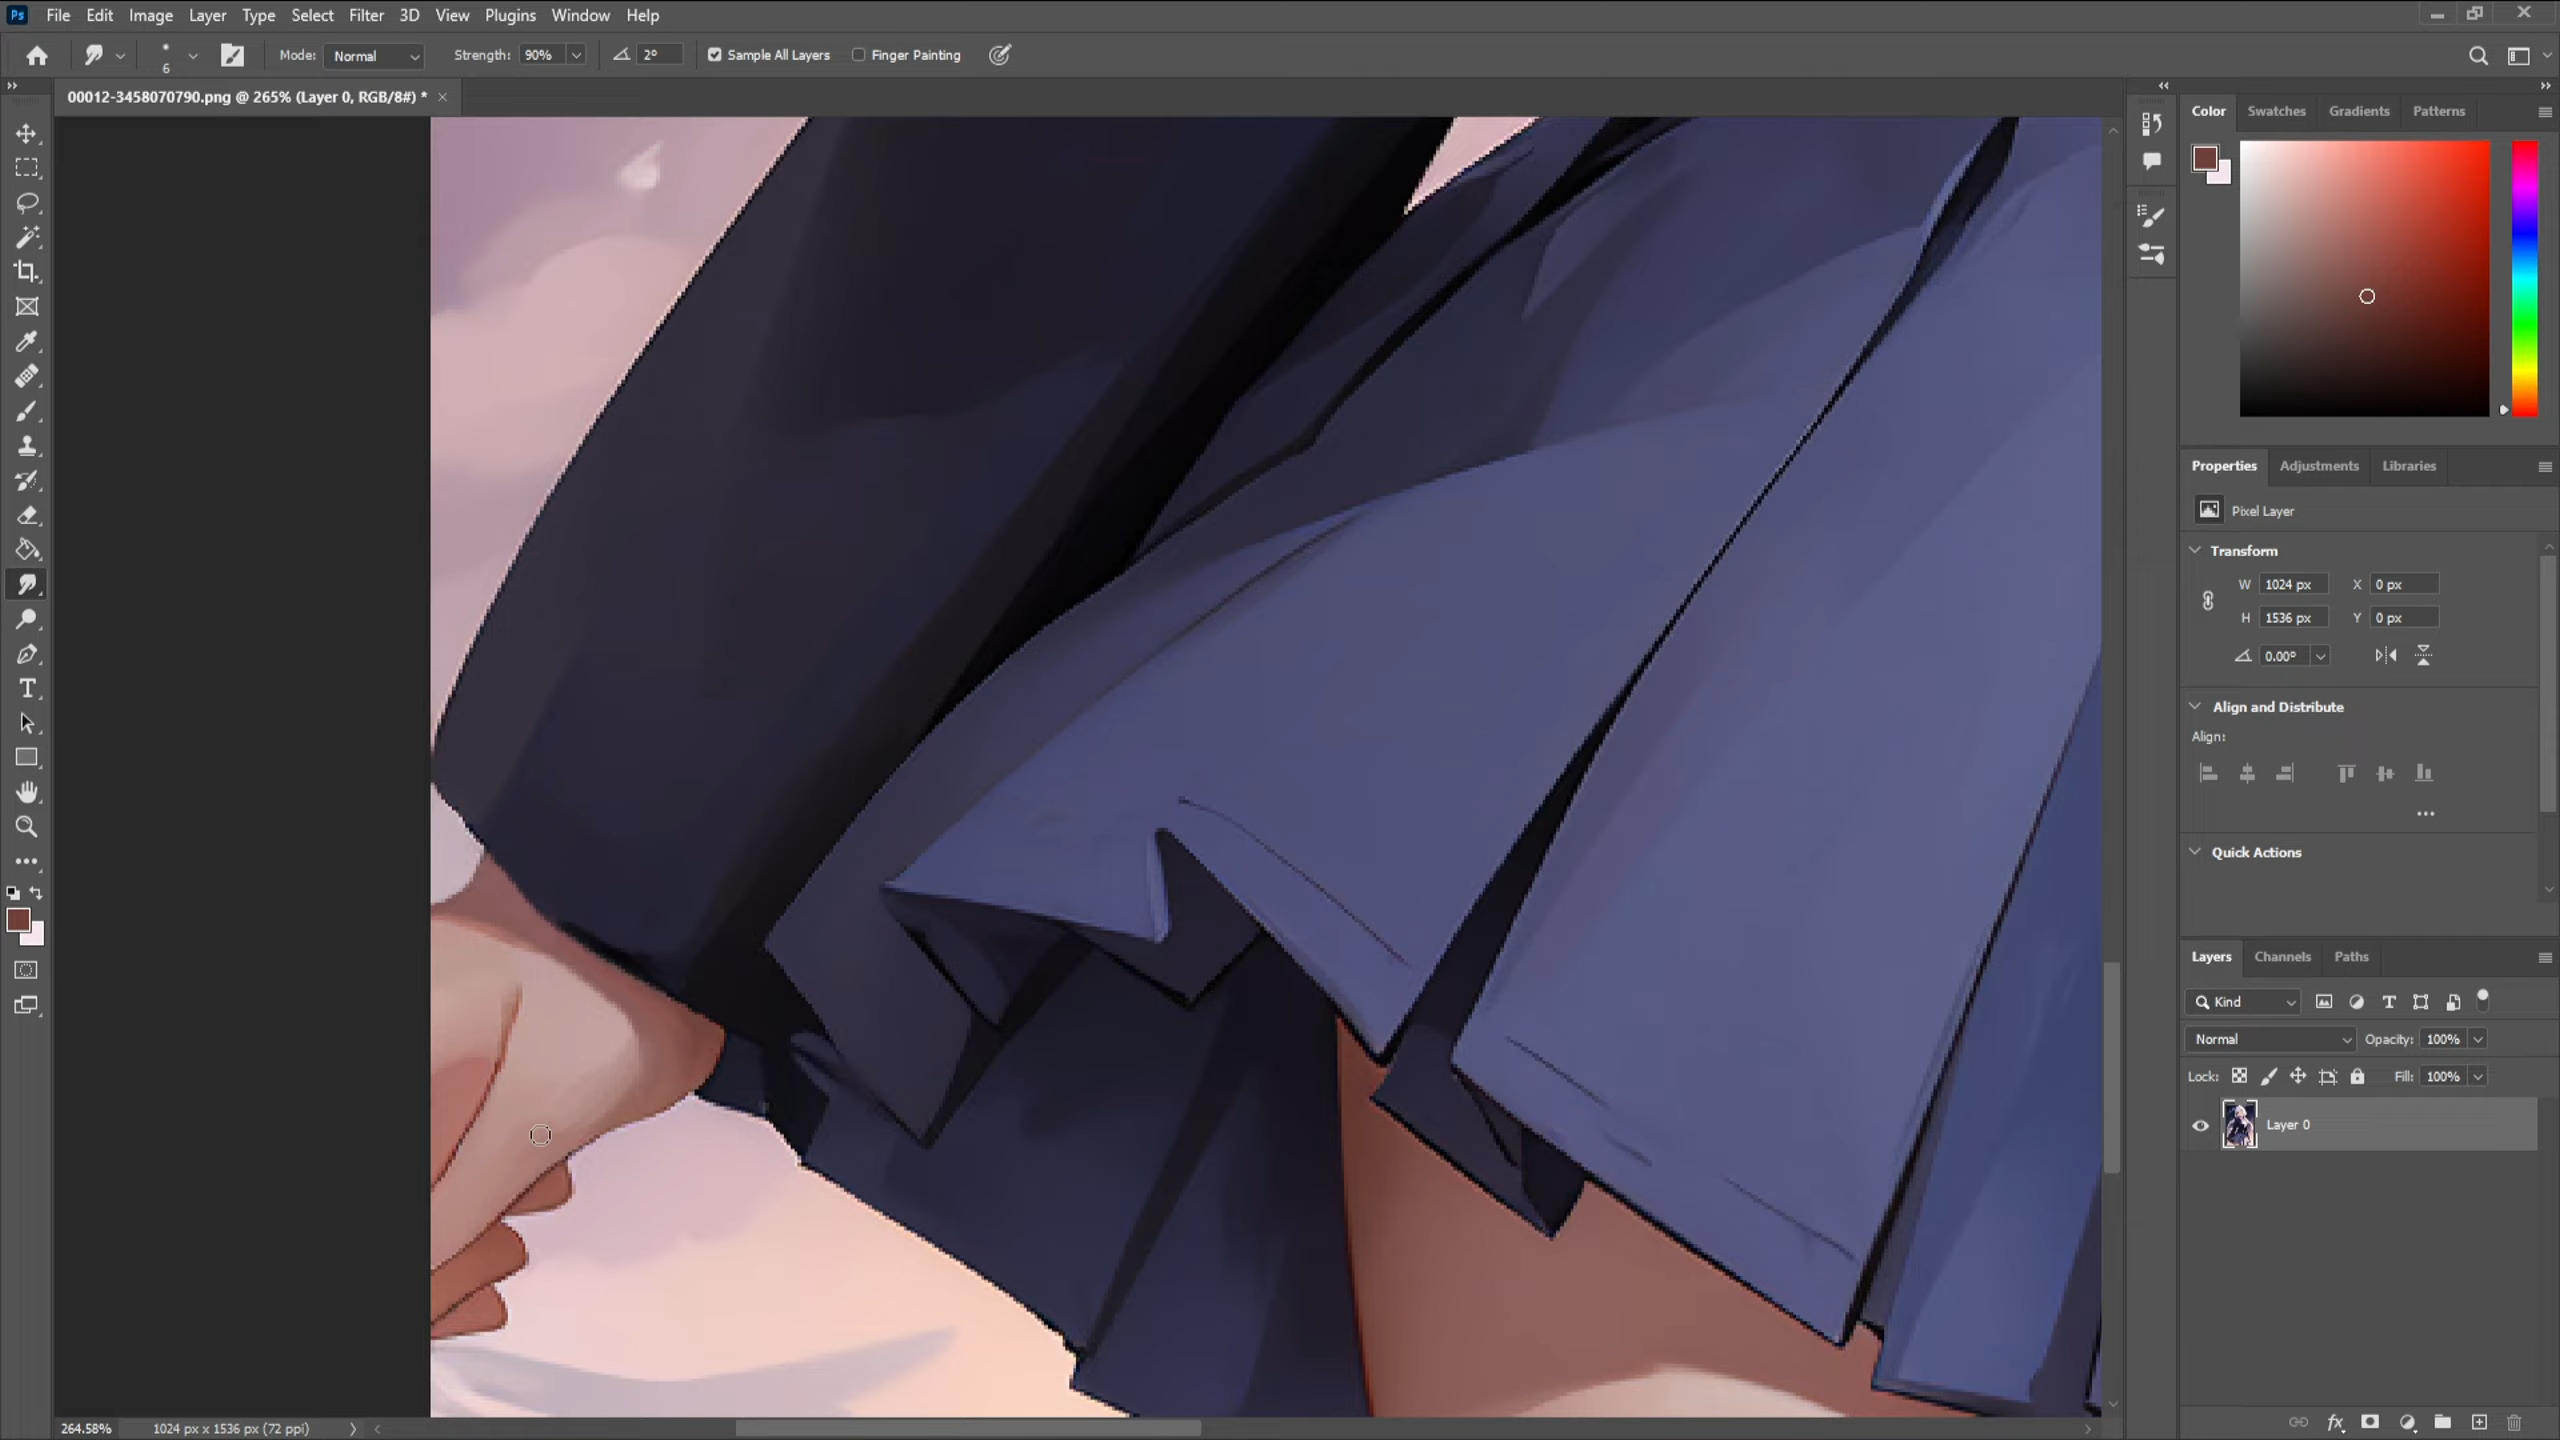 Ps File Edit Image Layer Type Select Filter 3D View Plugins Window Help
6 Mode: Normal Strength: 90% 2° Sample All Layers Finger Painting
00012-3458070790.png @ 265% (Layer 0, RGB/8#) * ×
Color Swatches Gradients Patterns
Properties Adjustments Libraries
Pixel Layer
Transform
W 1024 px X 0 px
H 1536 px Y 0 px
0.00°
Align and Distribute
Align:
Quick Actions
Layers Channels Paths
Kind
Normal Opacity: 100%
Lock: Fill: 100%
Layer 0
264.58% 1024 px x 1536 px (72 ppi)